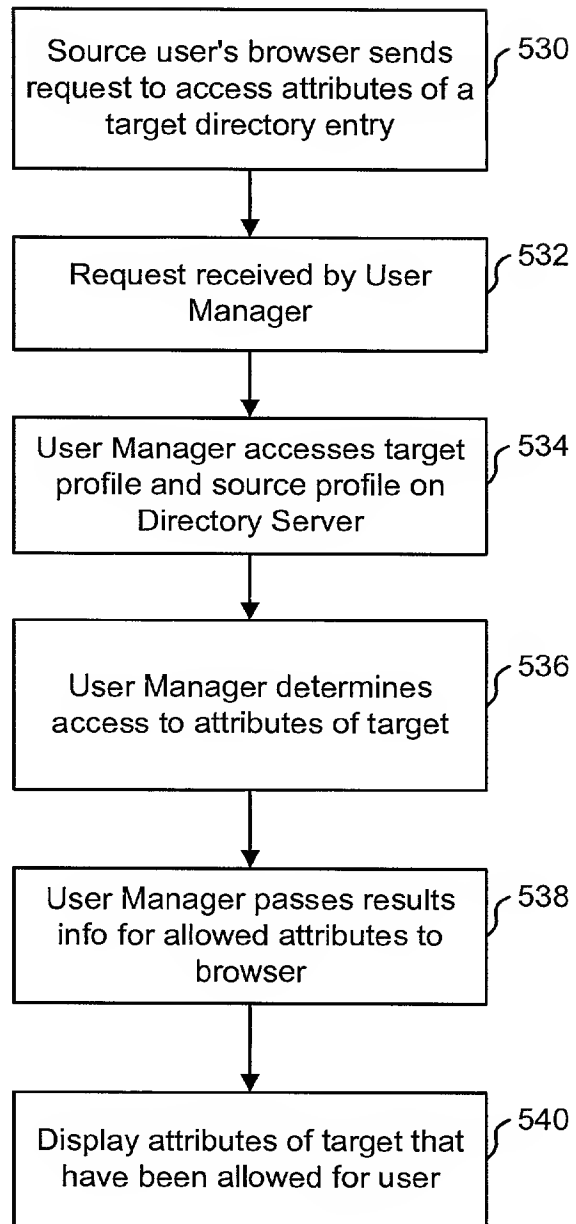 Source user's browser sends
request to access attributes of a
target directory entry
530
Request received by User
Manager
532
User Manager accesses target
profile and source profile on
Directory Server
534
User Manager determines
access to attributes of target
536
User Manager passes results
info for allowed attributes to
browser
538
Display attributes of target that
have been allowed for user
540